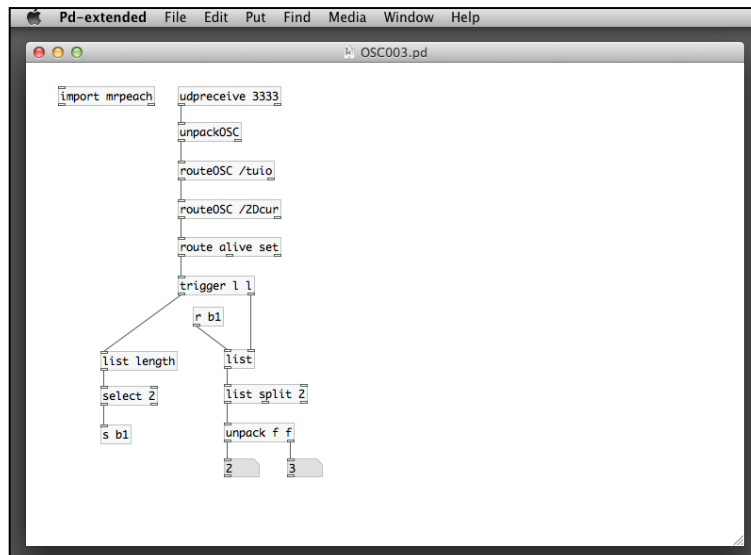 Pd-extended File Edit Put Find Media Window Help
OSC003.pd
import mrpeach
udpreceive 3333
unpackOSC
routeOSC /tuio
routeOSC /2Dcur
route alive set
trigger l l
r b1
list length
list
select 2
list split 2
s b1
unpack f f
2
3